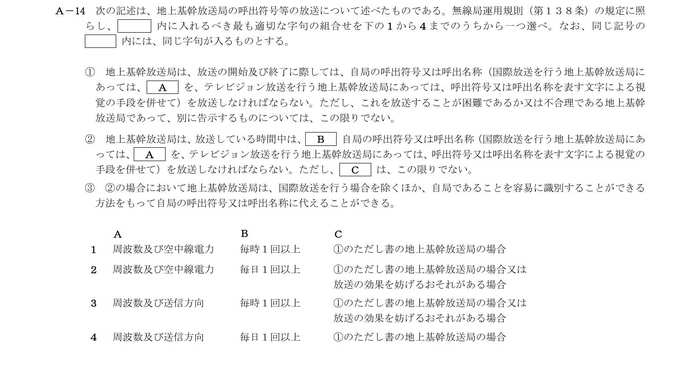 A－14 次の記述は、地上基幹放送局の呼出符号等の放送について述べたものである。無線局運用規則（第１３８条）の規定に照
らし、 内に入れるべき最も適切な字句の組合せを下の１から４までのうちから一つ選べ。なお、同じ記号の
内には、同じ字句が入るものとする。
① 地上基幹放送局は、放送の開始及び終了に際しては、自局の呼出符号又は呼出名称（国際放送を行う地上基幹放送局に
あっては、 A を、テレビジョン放送を行う地上基幹放送局にあっては、呼出符号又は呼出名称を表す文字による視
覚の手段を併せて）を放送しなければならない。ただし、これを放送することが困難であるか又は不合理である地上基幹
放送局であって、別に告示するものについては、この限りでない。
② 地上基幹放送局は、放送している時間中は、 B 自局の呼出符号又は呼出名称（国際放送を行う地上基幹放送局にあ
っては、 A を、テレビジョン放送を行う地上基幹放送局にあっては、呼出符号又は呼出名称を表す文字による視覚の
手段を併せて）を放送しなければならない。ただし、 C は、この限りでない。
③ ②の場合において地上基幹放送局は、国際放送を行う場合を除くほか、自局であることを容易に識別することができる
方法をもって自局の呼出符号又は呼出名称に代えることができる。
A B C
1 周波数及び空中線電力 毎時１回以上 ①のただし書の地上基幹放送局の場合
2 周波数及び空中線電力 毎日１回以上 ①のただし書の地上基幹放送局の場合又は
放送の効果を妨げるおそれがある場合
3 周波数及び送信方向 毎時１回以上 ①のただし書の地上基幹放送局の場合又は
放送の効果を妨げるおそれがある場合
4 周波数及び送信方向 毎日１回以上 ①のただし書の地上基幹放送局の場合